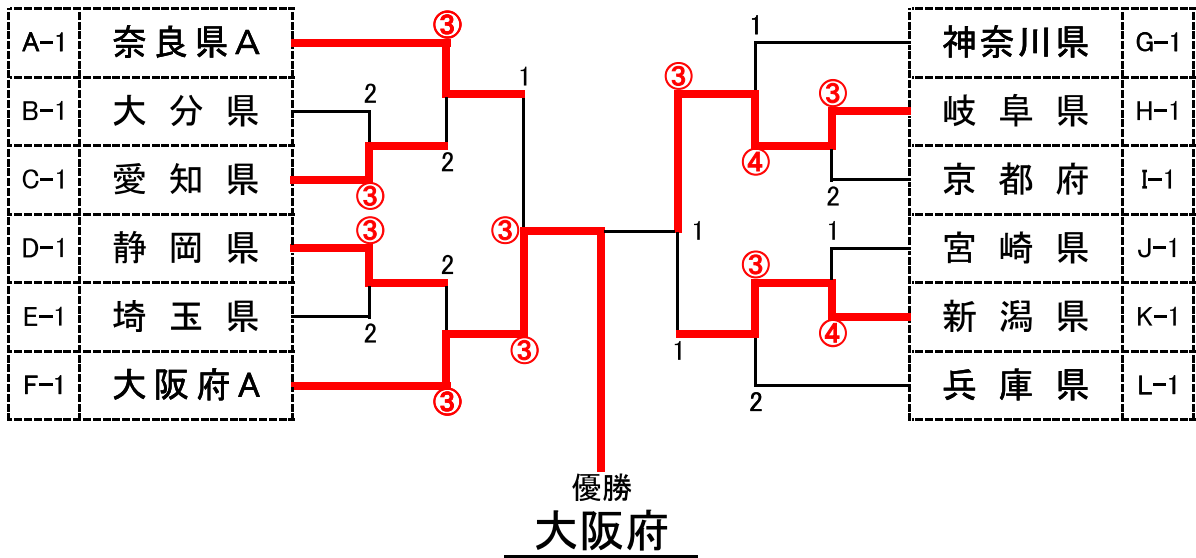 ③ 1
A-1 奈良県A 神奈川県 G-1
1 ③ ③
2
B-1 大分県 岐阜県 H-1
2 ④
C-1 愛知県 京都府 I-1
③ 2
③ 1
D-1 静岡県 ③ 1 宮崎県 J-1
2 ③
E-1 埼玉県 新潟県 K-1
2 ③ 1 ④
F-1 大阪府A 兵庫県 L-1
③ 2
優勝
大阪府